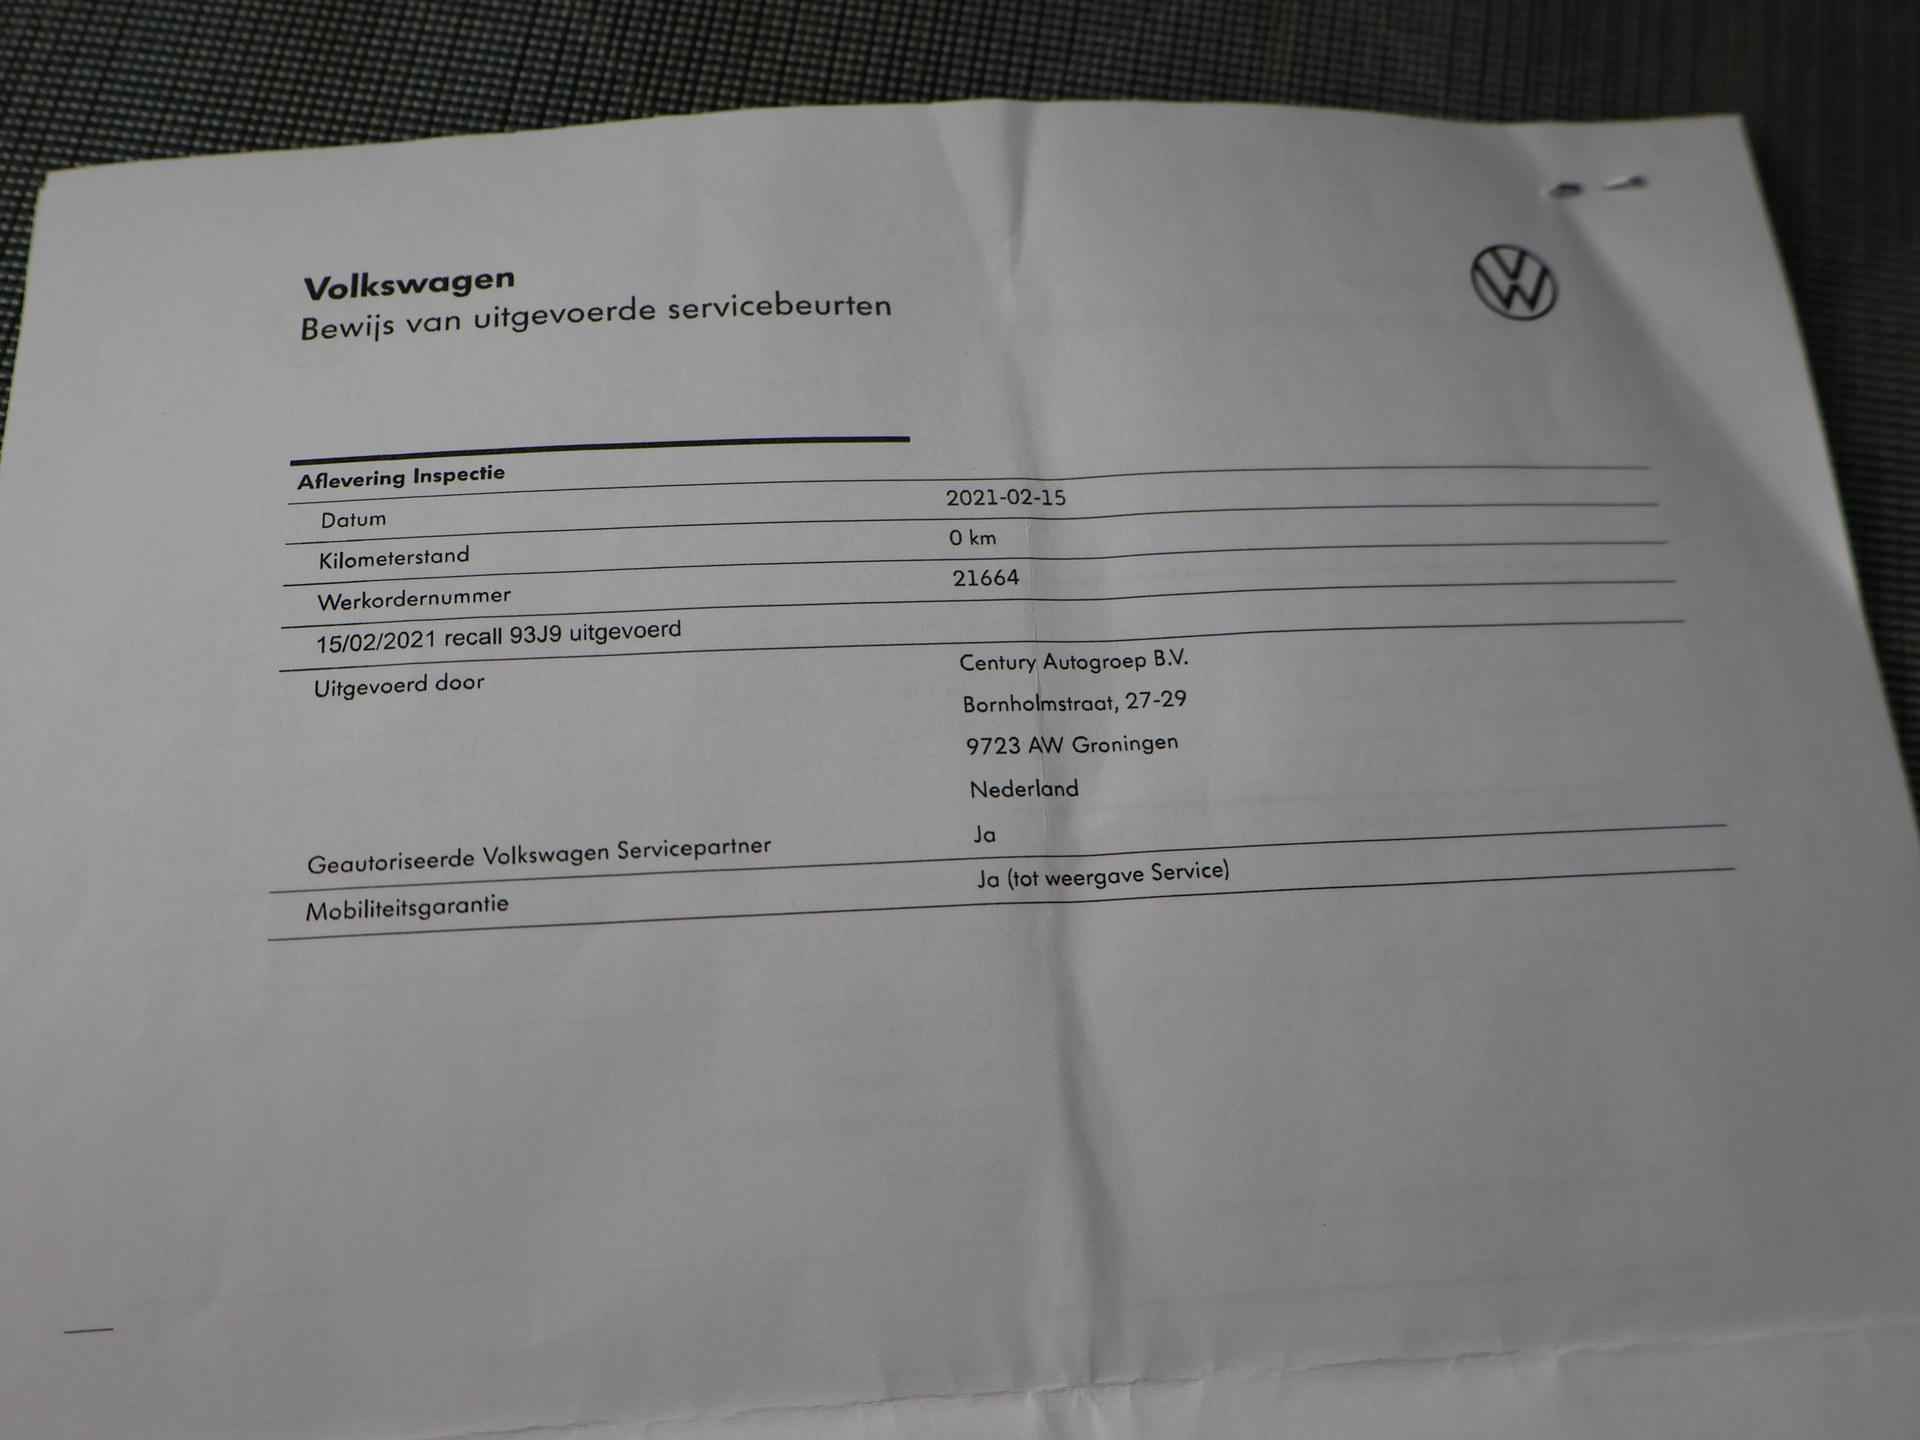 Volkswagen
Bewijs van uitgevoerde servicebeurten
Aflevering Inspectie
Datum 2021-02-15
Kilometerstand 0 km
Werkordernummer 21664
15/02/2021 recall 93J9 uitgevoerd
Uitgevoerd door Century Autogroep B.V.
Bornholmstraat, 27-29
9723 AW Groningen
Nederland
Geautoriseerde Volkswagen Servicepartner Ja
Mobiliteitsgarantie Ja (tot weergave Service)